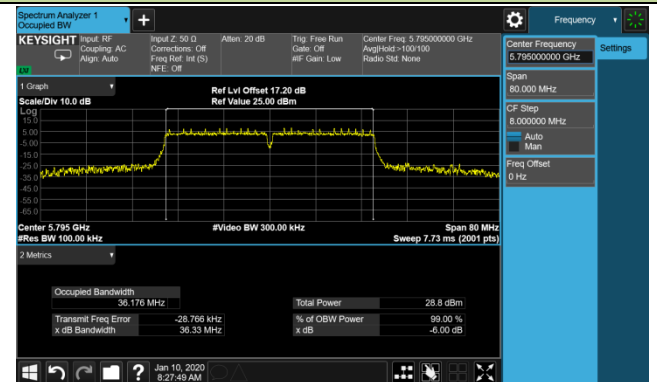 Spectrum Analyzer 1
Occupied BW
Frequency
KEYSIGHT
Input: RF
Coupling: AC
Align: Auto
Input Z: 50 Ω
Corrections: Off
Freq Ref: Int (S)
NFE: Off
Atten: 20 dB
Trig: Free Run
Gate: Off
#IF Gain: Low
Center Freq: 5.795000000 GHz
Avg|Hold:>100/100
Radio Std: None
Center Frequency
5.795000000 GHz
Settings
Span
80.000 MHz
CF Step
8.000000 MHz
Auto
Man
Freq Offset
0 Hz
1 Graph
Scale/Div 10.0 dB
Ref Lvl Offset 17.20 dB
Ref Value 25.00 dBm
Log
15.0
5.00
-5.00
-15.0
-25.0
-35.0
-45.0
-55.0
-65.0
Center 5.795 GHz
#Res BW 100.00 kHz
#Video BW 300.00 kHz
Span 80 MHz
Sweep 7.73 ms (2001 pts)
2 Metrics
Occupied Bandwidth
36.176 MHz
Total Power 28.8 dBm
Transmit Freq Error -28.766 kHz
% of OBW Power 99.00 %
x dB Bandwidth 36.33 MHz
x dB -6.00 dB
Jan 10, 2020
8:27:49 AM